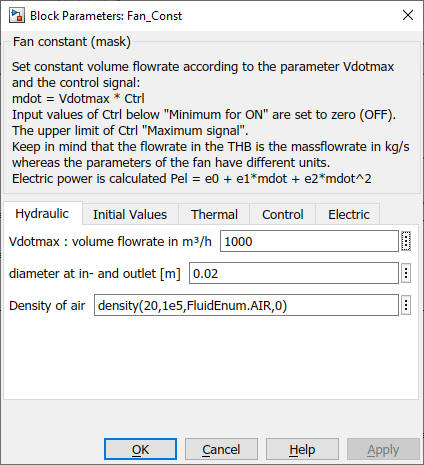 Block Parameters: Fan_Const
Fan constant (mask)
Set constant volume flowrate according to the parameter Vdotmax
and the control signal:
mdot = Vdotmax * Ctrl
Input values of Ctrl below "Minimum for ON" are set to zero (OFF).
The upper limit of Ctrl "Maximum signal".
Keep in mind that the flowrate in the THB is the massflowrate in kg/s
whereas the parameters of the fan have different units.
Electric power is calculated Pel = e0 + e1*mdot + e2*mdot^2
Hydraulic Initial Values Thermal Control Electric
Vdotmax : volume flowrate in m³/h 1000
diameter at in- and outlet [m] 0.02
Density of air density(20,1e5,FluidEnum.AIR,0)
OK Cancel Help Apply